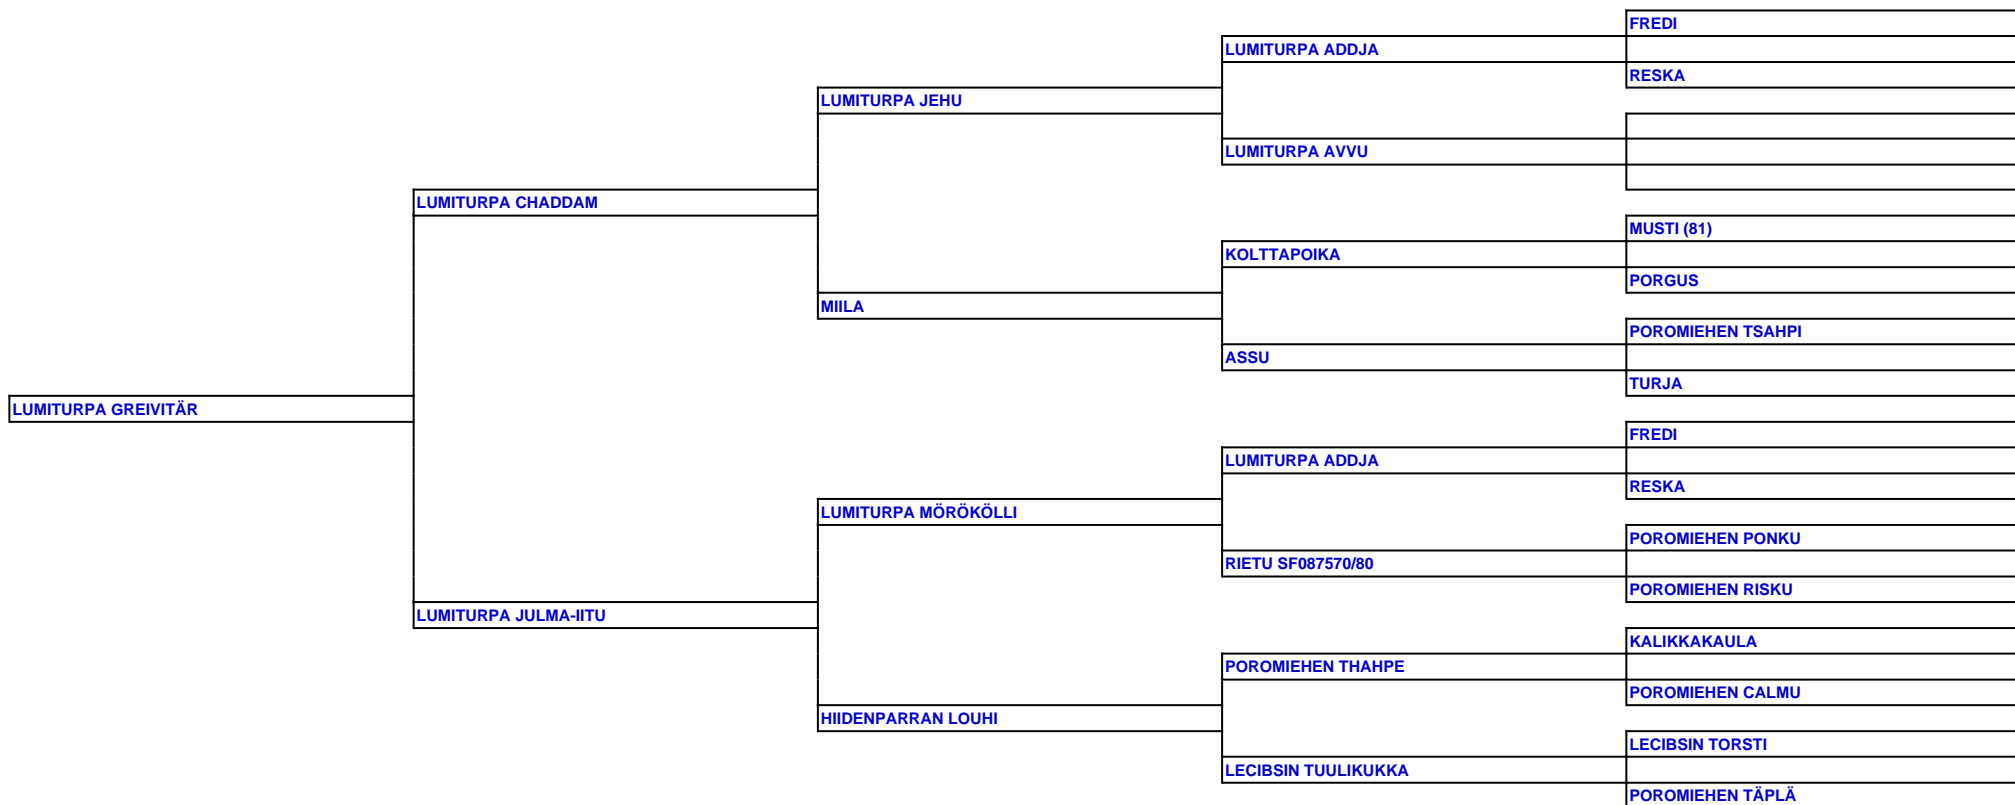 FREDI
LUMITURPA ADDJA
RESKA
LUMITURPA JEHU
LUMITURPA AVVU
LUMITURPA CHADDAM
MUSTI (81)
KOLTTAPOIKA
PORGUS
MIILA
POROMIEHEN TSAHPI
ASSU
TURJA
LUMITURPA GREIVITÄR
FREDI
LUMITURPA ADDJA
RESKA
LUMITURPA MÖRÖKÖLLI
POROMIEHEN PONKU
RIETU SF087570/80
POROMIEHEN RISKU
LUMITURPA JULMA-IITU
KALIKKAKAULA
POROMIEHEN THAHPE
POROMIEHEN CALMU
HIIDENPARRAN LOUHI
LECIBSIN TORSTI
LECIBSIN TUULIKUKKA
POROMIEHEN TÄPLÄ